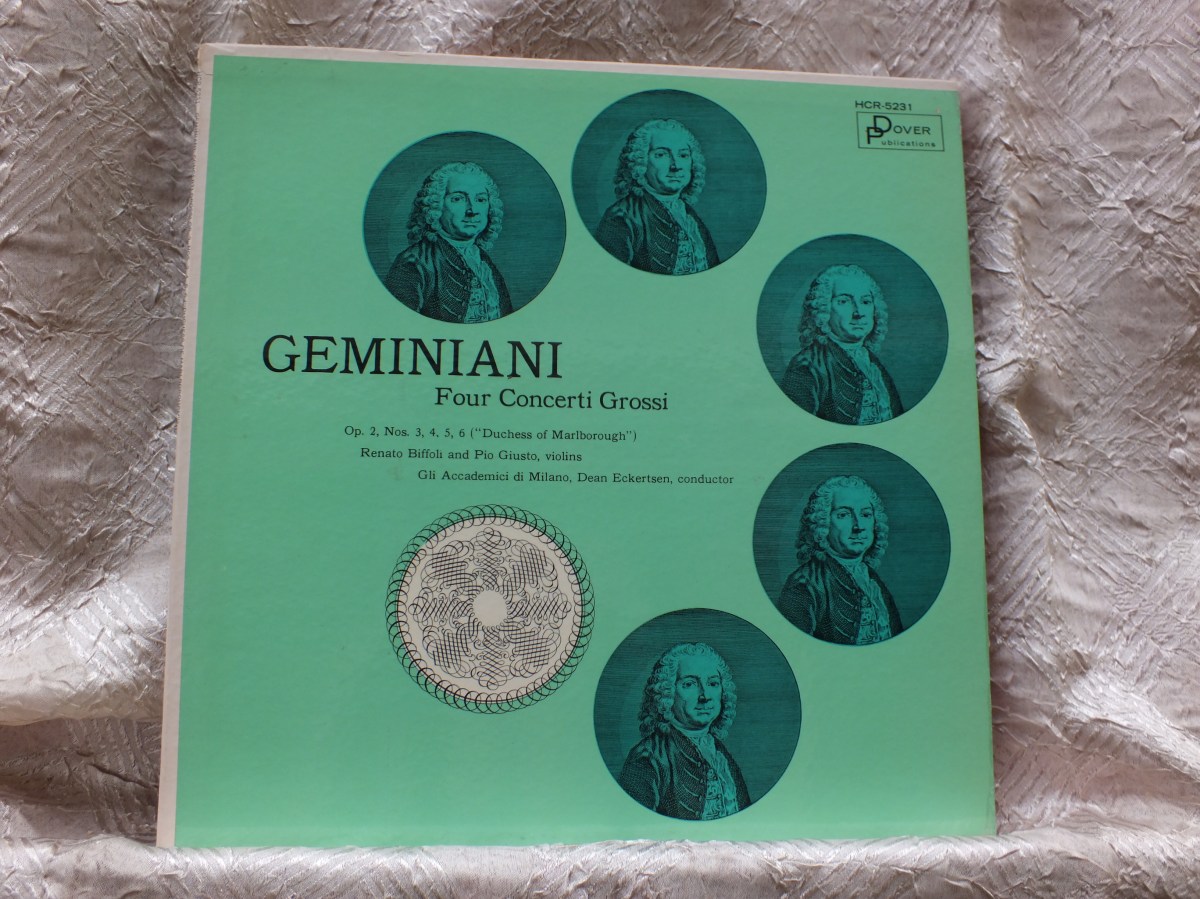 HCR-5231
DOVER
Publications
GEMINIANI
Four Concerti Grossi
Op. 2, Nos. 3, 4, 5, 6 ("Duchess of Marlborough")
Renato Biffoli and Pio Giusto, violins
Gli Accademici di Milano, Dean Eckertsen, conductor